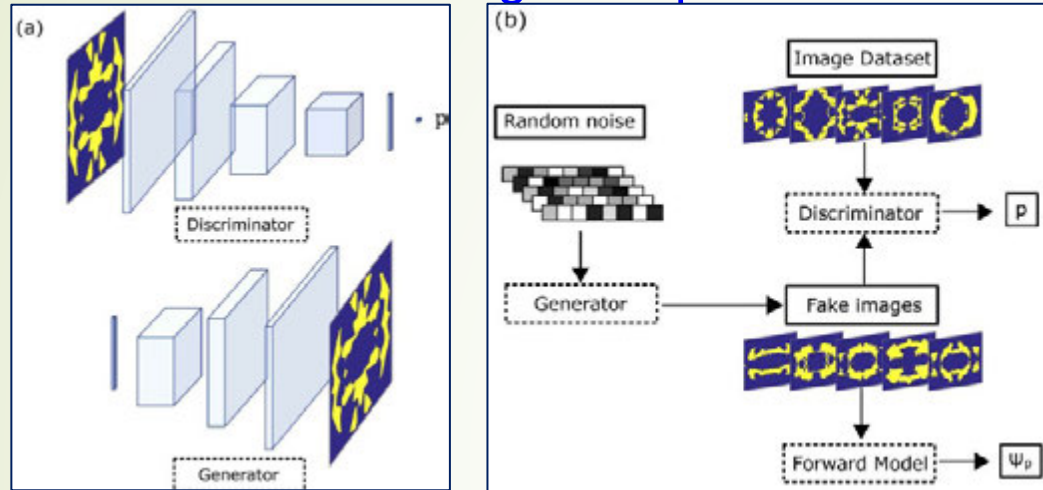 (a)
p
Discriminator
Generator
(b)
Image Dataset
Random noise
Discriminator
p
Generator
Fake images
Forward Model
Ψp